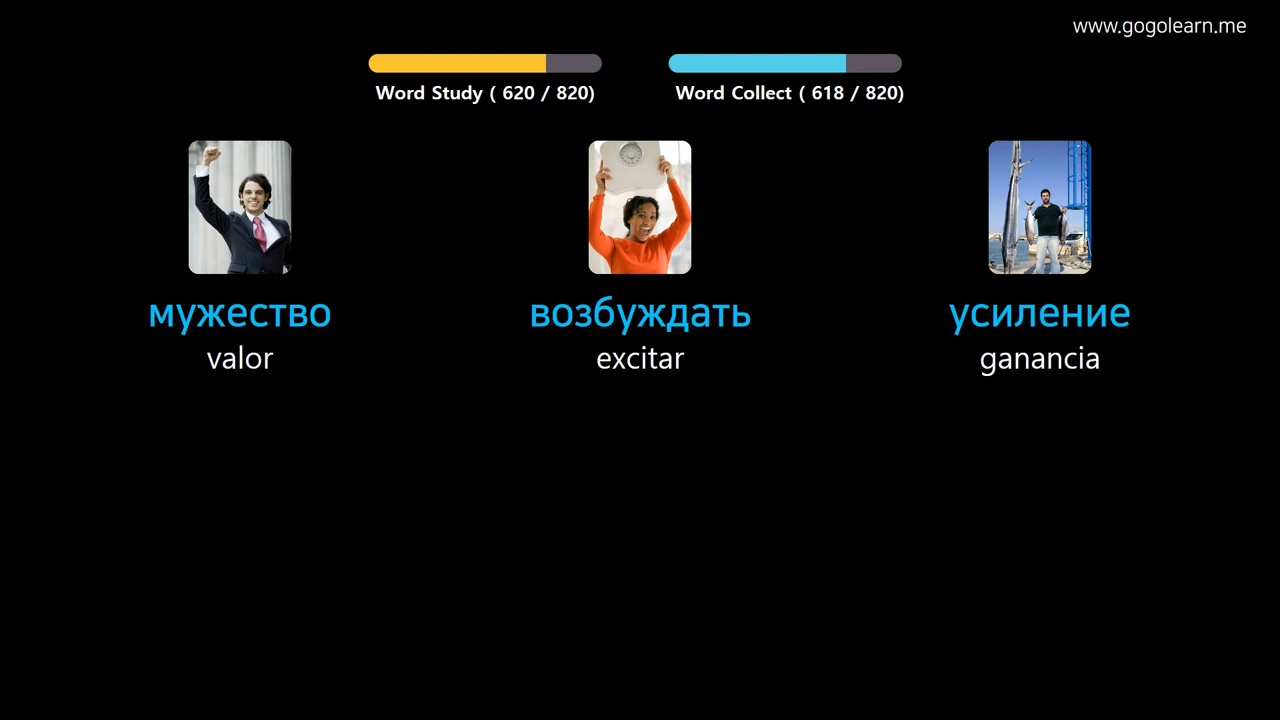 www.gogolearn.me
Word Study ( 620 / 820)
Word Collect ( 618 / 820)
мужество
возбуждать
усиление
valor
excitar
ganancia